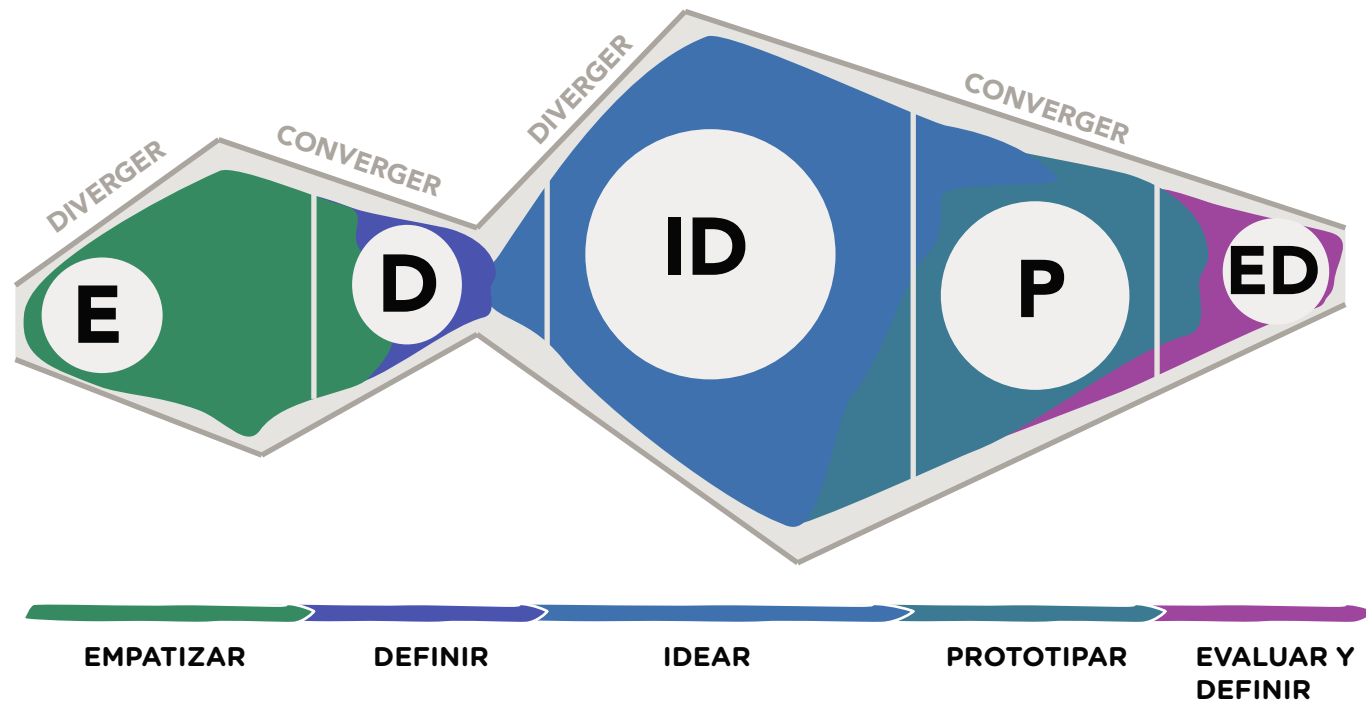 DIVERGER
CONVERGER
DIVERGER
CONVERGER
E
D
ID
P
ED
EMPATIZAR
DEFINIR
IDEAR
PROTOTIPAR
EVALUAR Y
DEFINIR